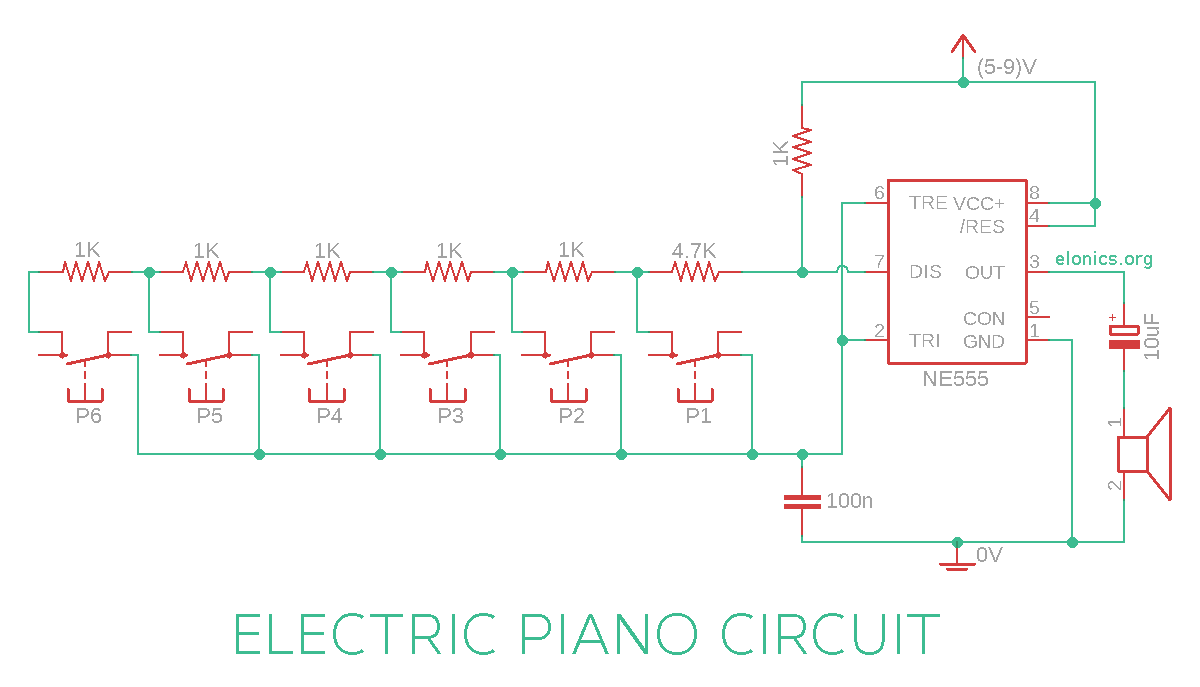 (5-9)V
1K
6 TRE VCC+ 8
/RES 4
1K 1K 1K 1K 1K 4.7K
7 DIS OUT 3
elonics.org
CON 5
2 TRI GND 1
NE555
+
10uF
P6 P5 P4 P3 P2 P1
1
2
100n
0V
ELECTRIC PIANO CIRCUIT